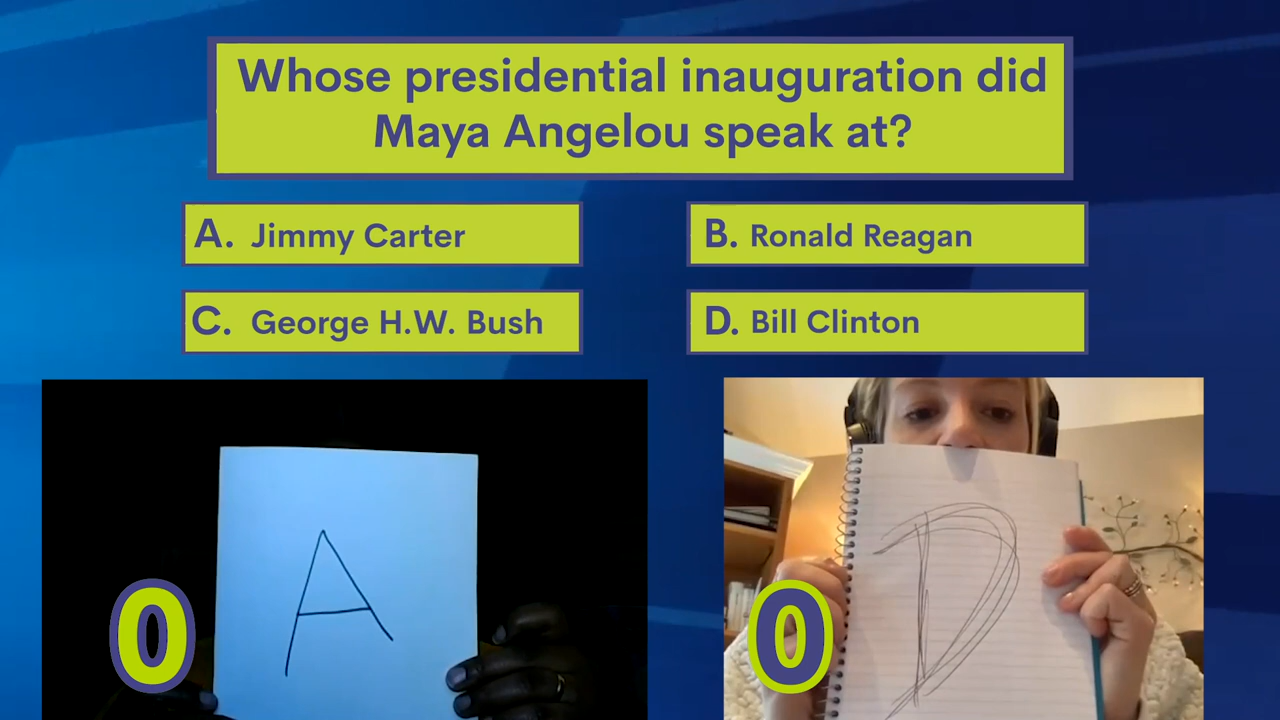 Whose presidential inauguration did
Maya Angelou speak at?
A. Jimmy Carter
B. Ronald Reagan
C. George H.W. Bush
D. Bill Clinton
A
D
0
0